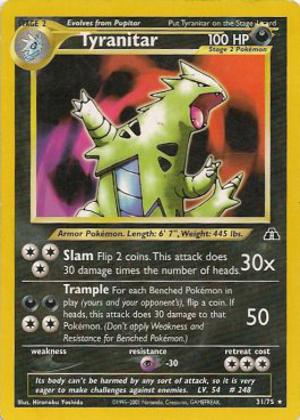 STAGE 2 Evolves from Pupitar Put Tyranitar on the Stage 1 card
Tyranitar 100 HP
Stage 2 Pokémon
Armor Pokémon. Length: 6' 7", Weight: 445 lbs.
Slam Flip 2 coins. This attack does
30 damage times the number of heads. 30x
Trample For each Benched Pokémon in
play (yours and your opponent's), flip a coin. If
heads, this attack does 10 damage to that
Pokémon. (Don't apply Weakness and
Resistance for Benched Pokémon.) 50
weakness resistance retreat cost
-30
Its body can't be harmed by any sort of attack, so it is very
eager to make challenges against enemies. LV. 54 # 248
Illus. Hironobu Yoshida ©1995-2001 Nintendo, Creatures, GAMEFREAK. 31/75 ★